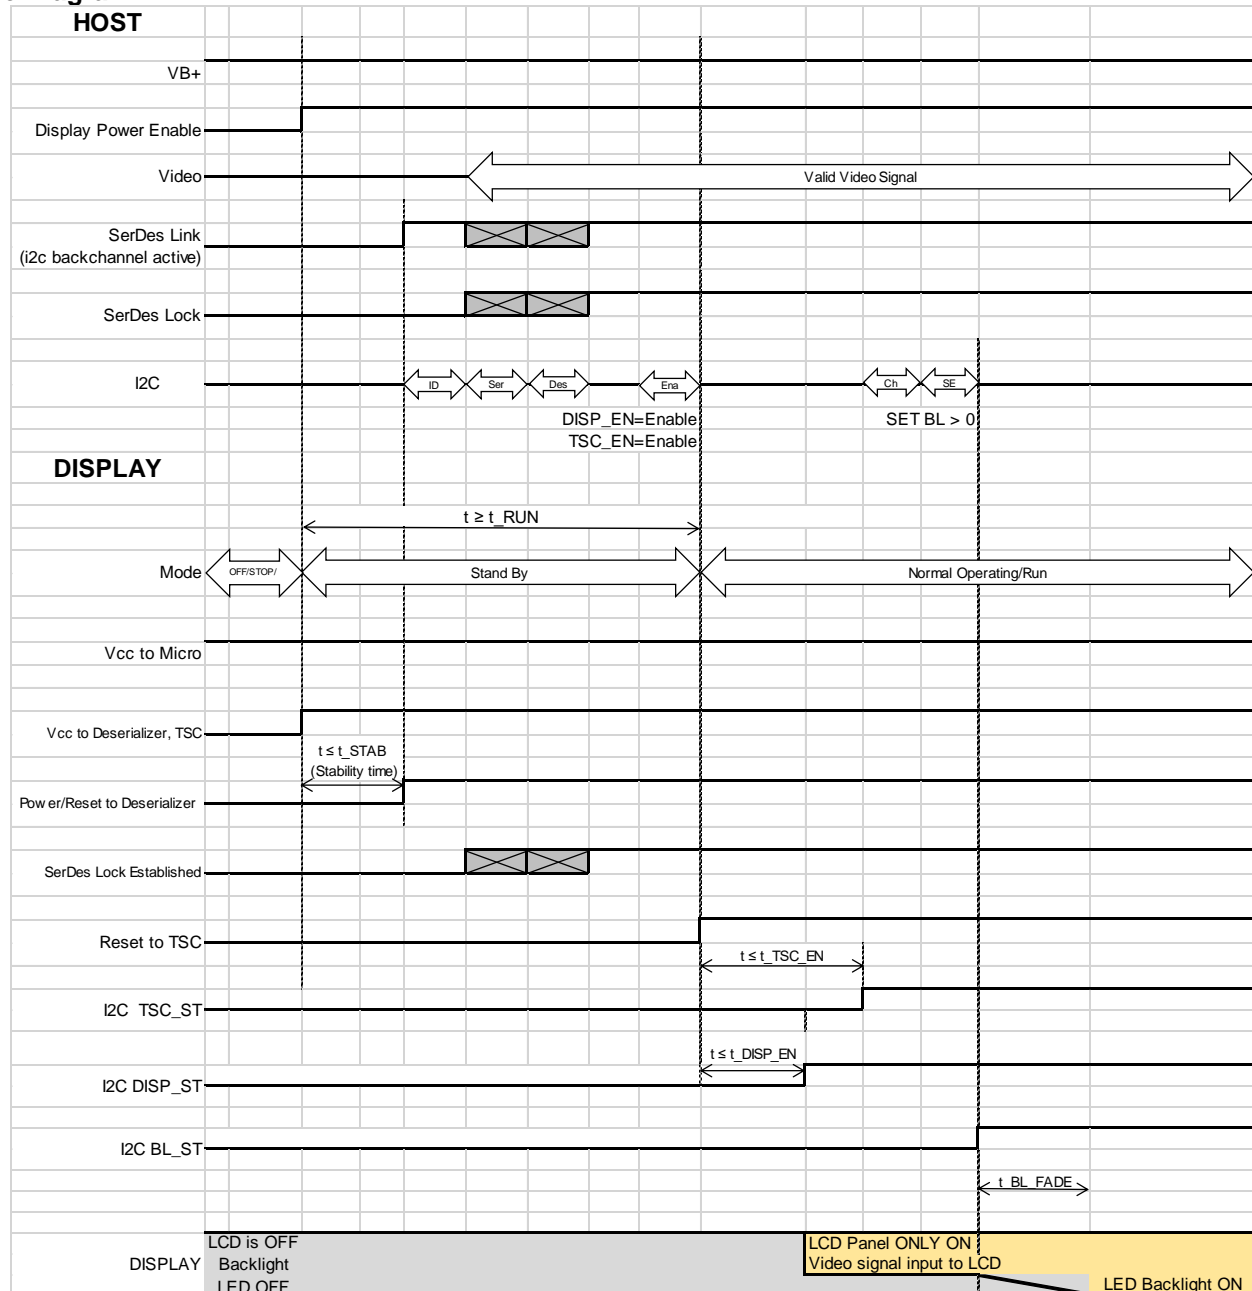 HOST
VB+
Display Power Enable
Video
Valid Video Signal
SerDes Link
(i2c backchannel active)
SerDes Lock
I2C
ID
Ser
Des
Ena
Ch
SE
DISP_EN=Enable
SET BL > 0
TSC_EN=Enable
DISPLAY
t ≥ t_RUN
Mode
OFF/STOP/
Stand By
Normal Operating/Run
Vcc to Micro
Vcc to Deserializer, TSC
t ≤ t_STAB
(Stability time)
Power/Reset to Deserializer
SerDes Lock Established
Reset to TSC
t ≤ t_TSC_EN
I2C TSC_ST
t ≤ t_DISP_EN
I2C DISP_ST
I2C BL_ST
t_BL_FADE
DISPLAY
LCD is OFF
Backlight
LED OFF
LCD Panel ONLY ON
Video signal input to LCD
LED Backlight ON